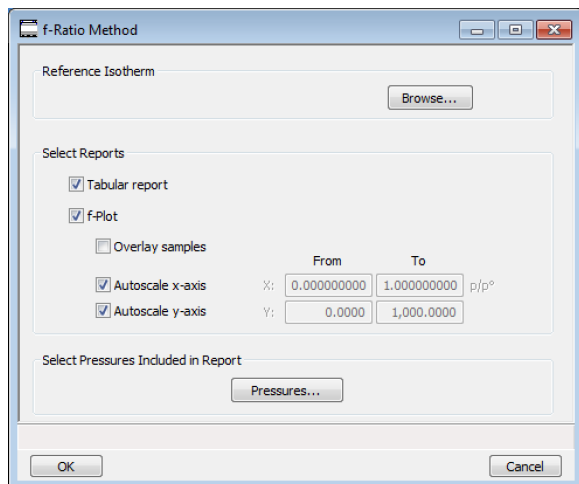 f-Ratio Method
Reference Isotherm
Browse...
Select Reports
Tabular report
f-Plot
Overlay samples
From To
Autoscale x-axis X: 0.000000000 1.000000000 p/p°
Autoscale y-axis Y: 0.0000 1,000.0000
Select Pressures Included in Report
Pressures...
OK Cancel